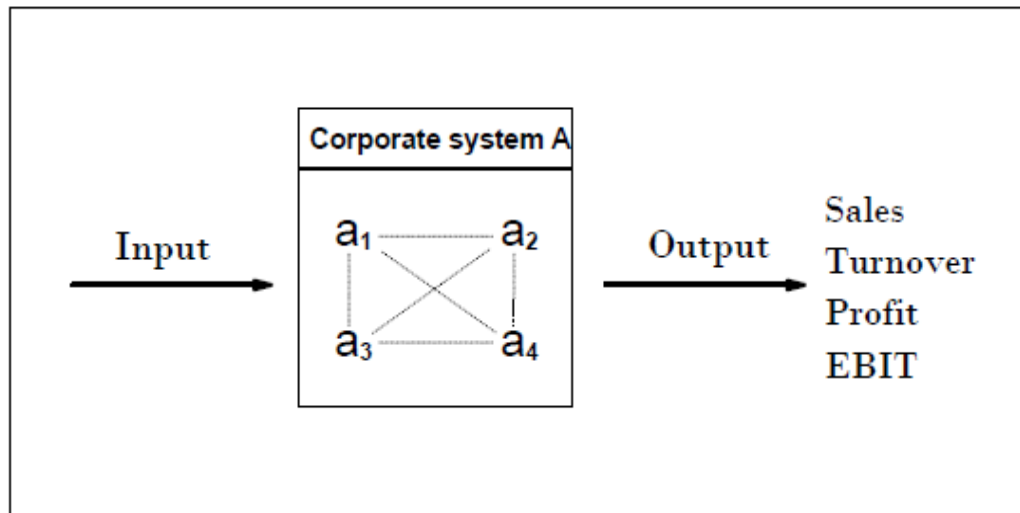 Corporate system A
Input
a1
a2
a3
a4
Output
Sales
Turnover
Profit
EBIT